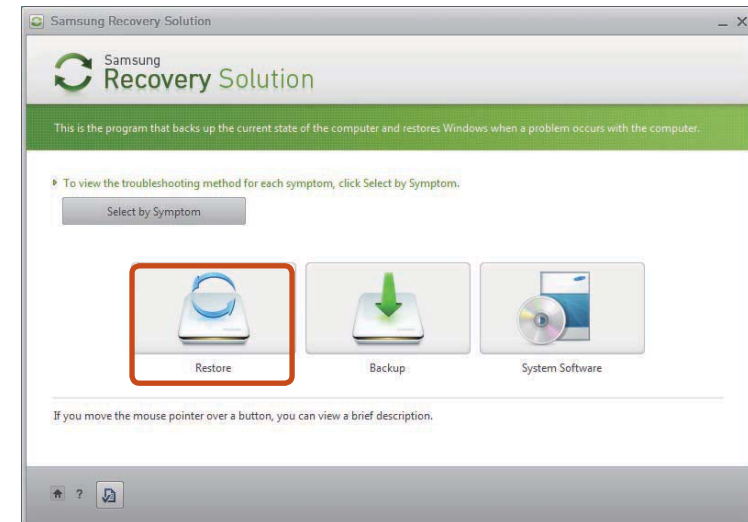 Samsung Recovery Solution
Samsung
Recovery Solution
This is the program that backs up the current state of the computer and restores Windows when a problem occurs with the computer.
To view the troubleshooting method for each symptom, click Select by Symptom.
Select by Symptom
Restore Backup System Software
If you move the mouse pointer over a button, you can view a brief description.
?